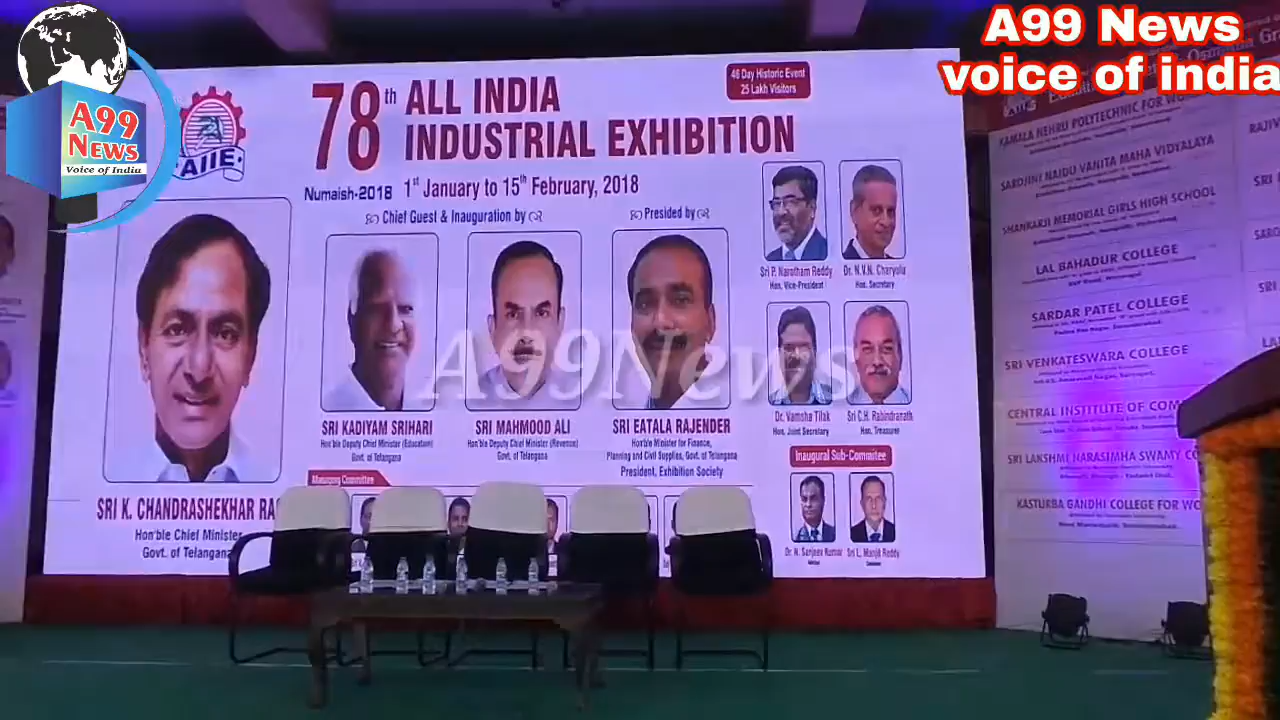 A99 News
voice of india
A99
News
Voice of India
AIIE
78th ALL INDIA
INDUSTRIAL EXHIBITION
46 Day Historic Event
25 Lakh Visitors
Numaish-2018 1st January to 15th February, 2018
Chief Guest & Inauguration by
Presided by
SRI K. CHANDRASHEKHAR RA
Hon'ble Chief Minister
Govt. of Telangana
SRI KADIYAM SRIHARI
Hon'ble Deputy Chief Minister (Education)
Govt. of Telangana
SRI MAHMOOD ALI
Hon'ble Deputy Chief Minister (Revenue)
Govt. of Telangana
SRI EATALA RAJENDER
Hon'ble Minister for Finance,
Planning and Civil Supplies, Govt. of Telangana
President, Exhibition Society
Sri P. Narotham Reddy
Hon. Vice-President
Dr. N.V.N. Charyulu
Hon. Secretary
Dr. Vamsha Tilak
Hon. Joint Secretary
Sri C.H. Rabindranath
Hon. Treasurer
Inaugural Sub-Committee
Dr. N. Sanjeev Kumar
Sri L. Manjit Reddy
Managing Committee
A99News
KAMALA NEHRU POLYTECHNIC FOR WO
SAROJINI NAIDU VANITA MAHA VIDYALAYA
SHANKARJI MEMORIAL GIRLS HIGH SCHOOL
LAL BAHADUR COLLEGE
SARDAR PATEL COLLEGE
SRI VENKATESWARA COLLEGE
CENTRAL INSTITUTE OF COM
SRI LAKSHMI NARASIMHA SWAMY CO
KASTURBA GANDHI COLLEGE FOR WO
RAJIV
SRI
SARO
SRI